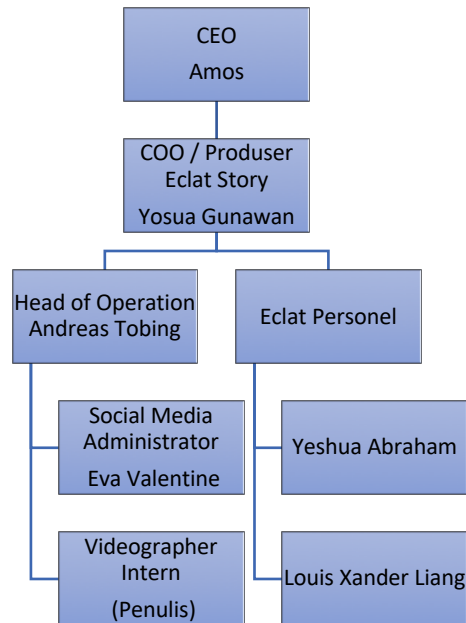 CEO
Amos
COO / Produser
Eclat Story
Yosua Gunawan
Head of Operation
Andreas Tobing
Eclat Personel
Social Media
Administrator
Eva Valentine
Yeshua Abraham
Videographer
Intern
(Penulis)
Louis Xander Liang